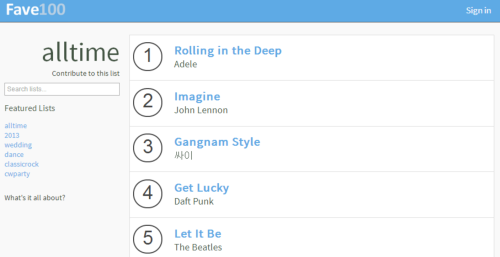 Fave100
Sign in
alltime
Contribute to this list
Search lists...
Featured Lists
alltime
2013
wedding
dance
classicrock
cwparty
What's it all about?
1
Rolling in the Deep
Adele
2
Imagine
John Lennon
3
Gangnam Style
싸이
4
Get Lucky
Daft Punk
5
Let It Be
The Beatles